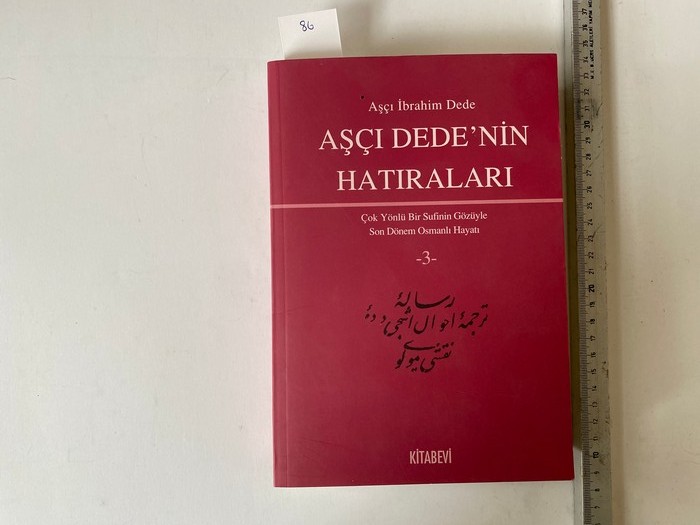 86
Aşçı İbrahim Dede
AŞÇI DEDE'NİN
HATIRALARI
Çok Yönlü Bir Sufinin Gözüyle
Son Dönem Osmanlı Hayatı
-3-
رسالهٔ
ترجمهٔ احوال اشجی دده
نقشی مولوی
KİTABEVİ